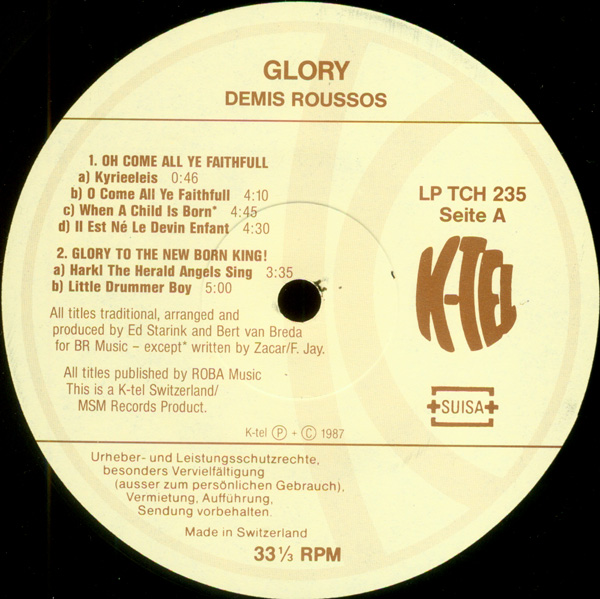 GLORY
DEMIS ROUSSOS
1. OH COME ALL YE FAITHFULL
a) Kyrieeleis 0:46
b) O Come All Ye Faithfull 4:10
c) When A Child Is Born* 4:45
d) Il Est Né Le Devin Enfant 4:30
2. GLORY TO THE NEW BORN KING!
a) Harkl The Herald Angels Sing 3:35
b) Little Drummer Boy 5:00
LP TCH 235
Seite A
K-TEL
All titles traditional, arranged and
produced by Ed Starink and Bert van Breda
for BR Music – except* written by Zacar/F. Jay.
All titles published by ROBA Music
This is a K-tel Switzerland/
MSM Records Product.
SUISA
K-tel Ⓟ + Ⓒ 1987
Urheber- und Leistungsschutzrechte,
besonders Vervielfältigung
(ausser zum persönlichen Gebrauch),
Vermietung, Aufführung,
Sendung vorbehalten.
Made in Switzerland
33 1/3 RPM